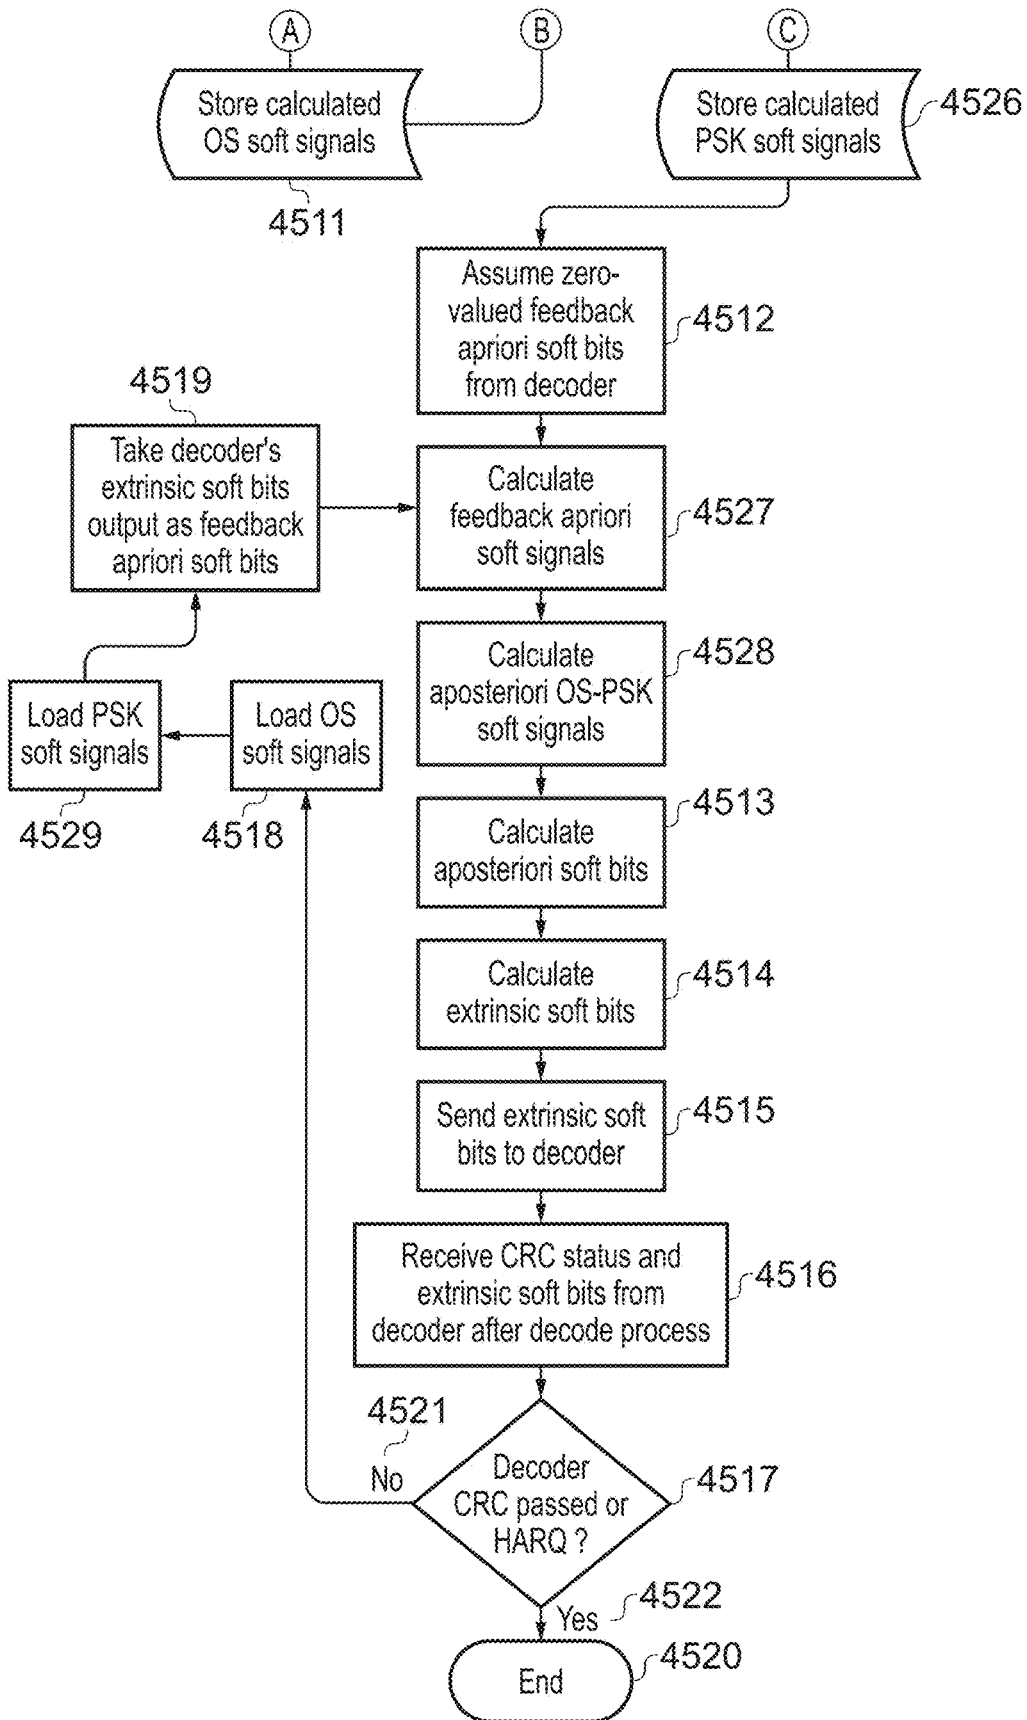 A
B
C
Store calculated
OS soft signals
4511
Store calculated
PSK soft signals
4526
Assume zero-
valued feedback
apriori soft bits
from decoder
4512
4519
Take decoder's
extrinsic soft bits
output as feedback
apriori soft bits
Calculate
feedback apriori
soft signals
4527
Calculate
aposteriori OS-PSK
soft signals
4528
Load PSK
soft signals
4529
Load OS
soft signals
4518
Calculate
aposteriori soft bits
4513
Calculate
extrinsic soft bits
4514
Send extrinsic soft
bits to decoder
4515
Receive CRC status and
extrinsic soft bits from
decoder after decode process
4516
4521
No
Decoder
CRC passed or
HARQ ?
4517
Yes
4522
End
4520